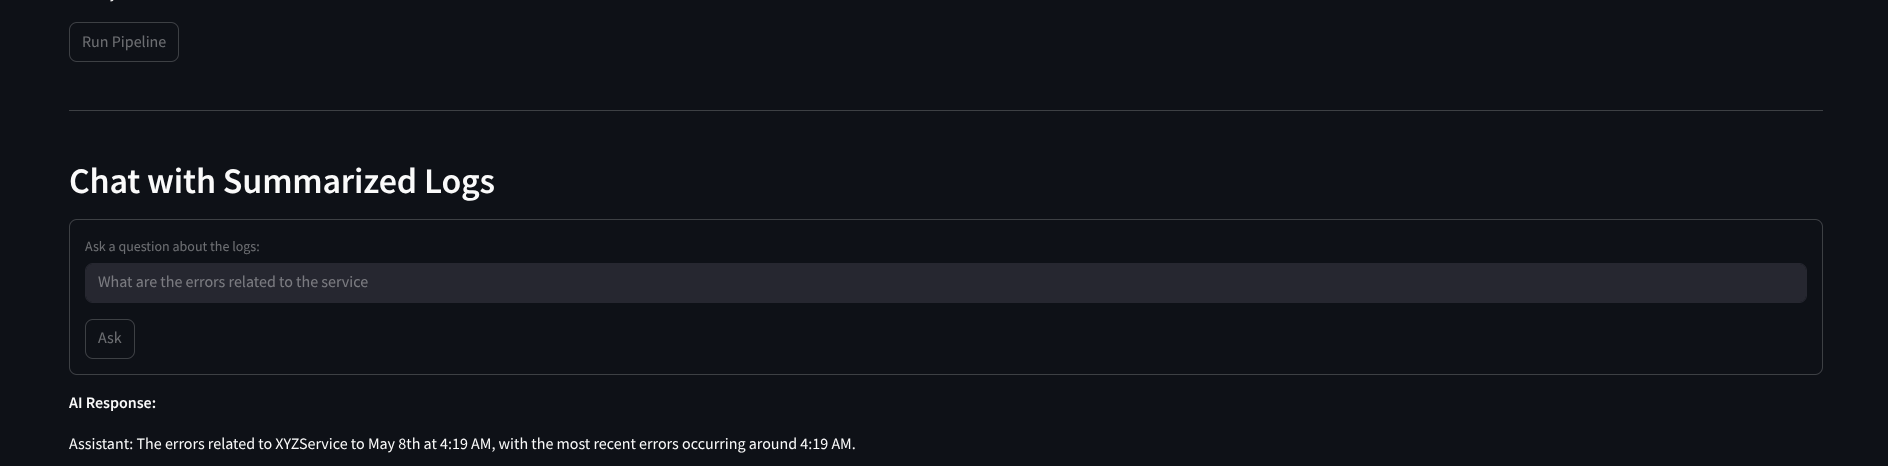 Run Pipeline
Chat with Summarized Logs
Ask a question about the logs:
What are the errors related to the service
Ask
AI Response:
Assistant: The errors related to XYZService to May 8th at 4:19 AM, with the most recent errors occurring around 4:19 AM.